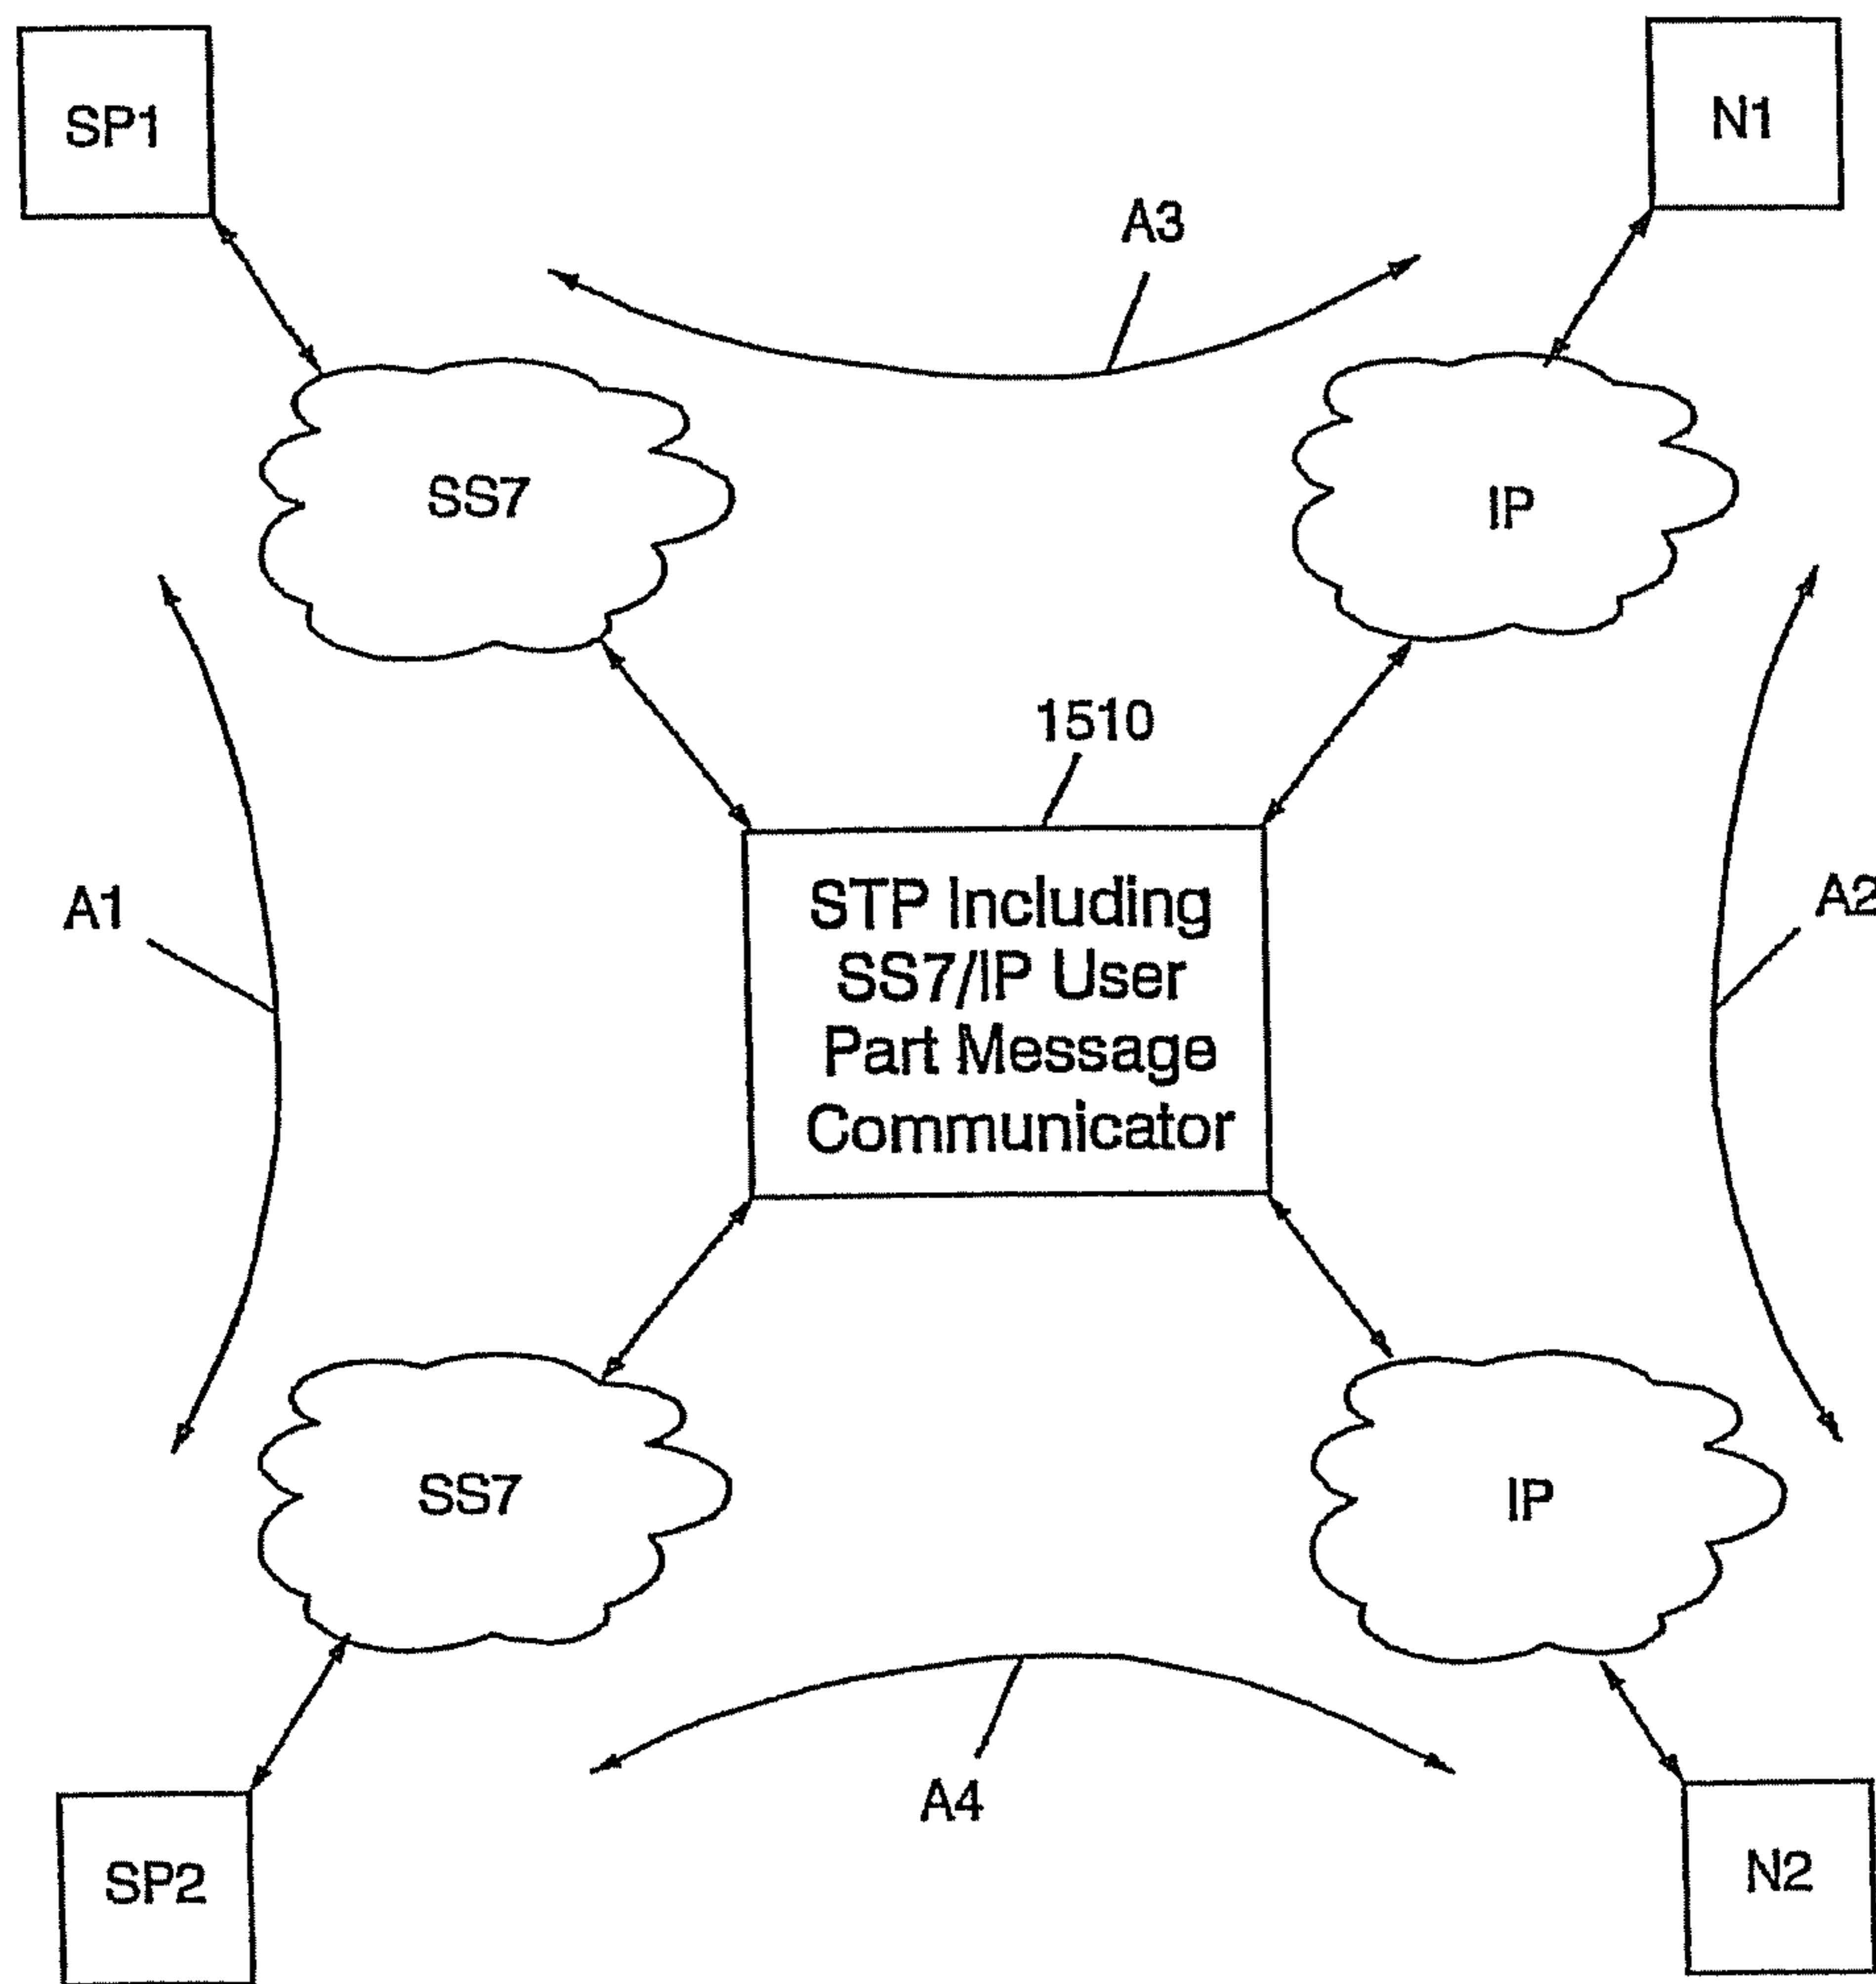 SP1
N1
A3
SS7
IP
1510
A1
STP Including
SS7/IP User
Part Message
Communicator
A2
SS7
IP
A4
SP2
N2